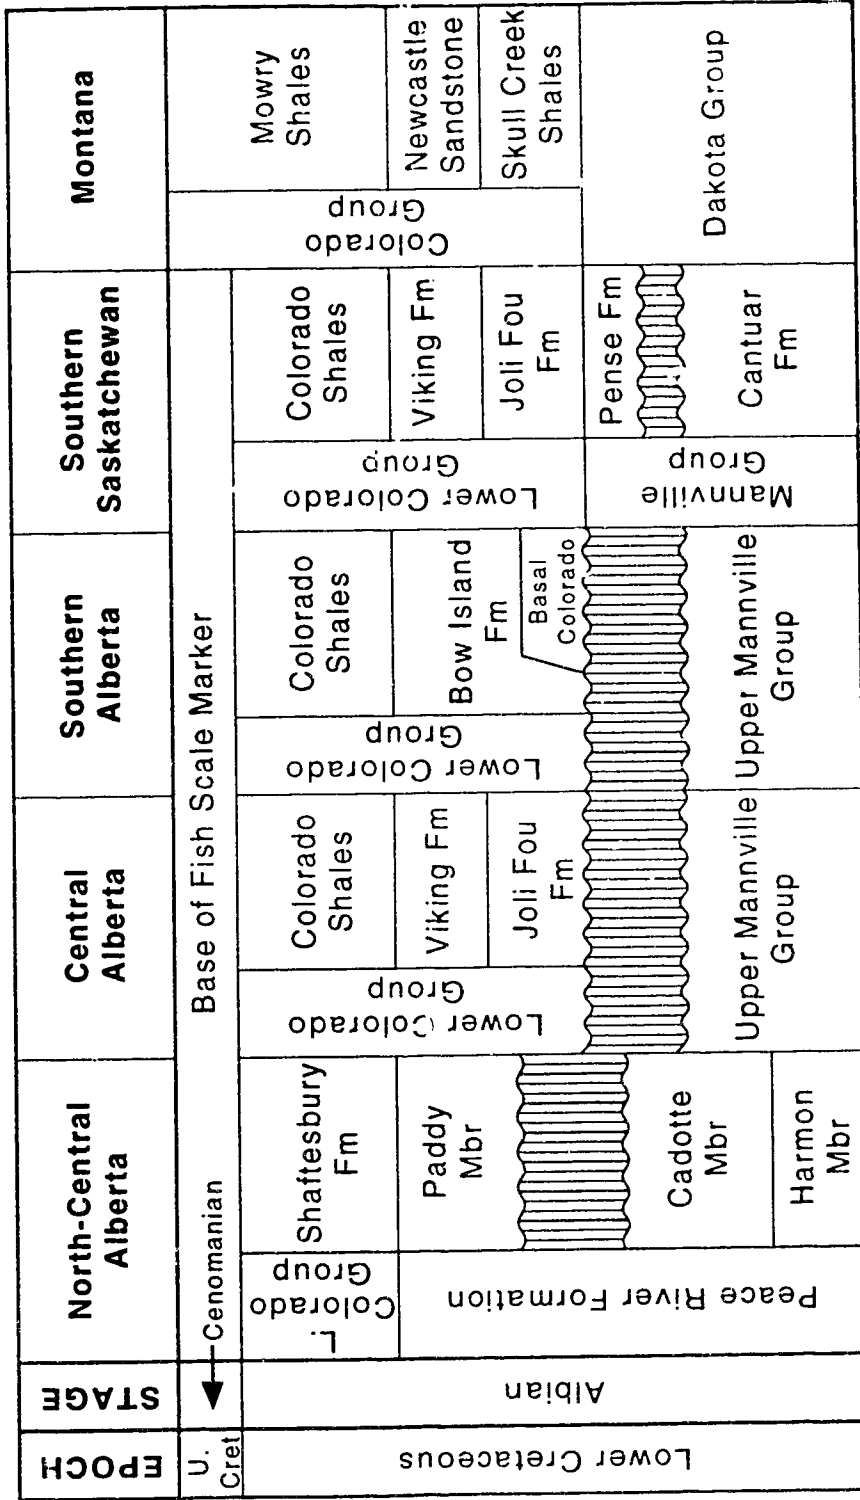 EPOCH
STAGE
North-Central
Alberta
Central
Alberta
Southern
Alberta
Southern
Saskatchewan
Montana
U.
Cret
Cenomanian
Base of Fish Scale Marker
Lower Cretaceous
Albian
L.
Colorado
Group
Shaftesbury
Fm
Peace River Formation
Paddy
Mbr
Cadotte
Mbr
Harmon
Mbr
Lower Colorado
Group
Colorado
Shales
Viking Fm
Joli Fou
Fm
Upper Mannville
Group
Lower Colorado
Group
Colorado
Shales
Bow Island
Fm
Basal
Colorado
Upper Mannville
Group
Lower Colorado
Group
Colorado
Shales
Viking Fm
Joli Fou
Fm
Mannville
Group
Pense Fm
Cantuar
Fm
Colorado
Group
Mowry
Shales
Newcastle
Sandstone
Skull Creek
Shales
Dakota Group